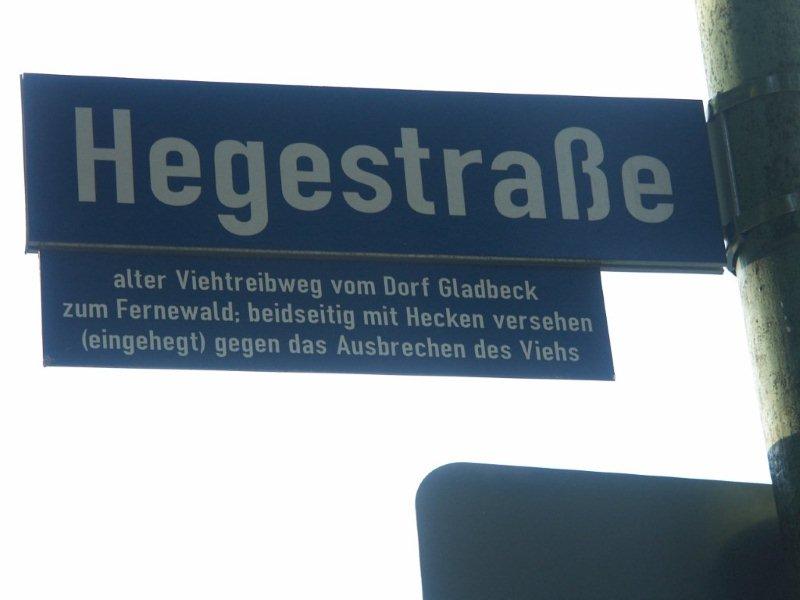 Hegestraße
alter Viehtreibweg vom Dorf Gladbeck
zum Fernewald; beidseitig mit Hecken versehen
(eingehegt) gegen das Ausbrechen des Viehs